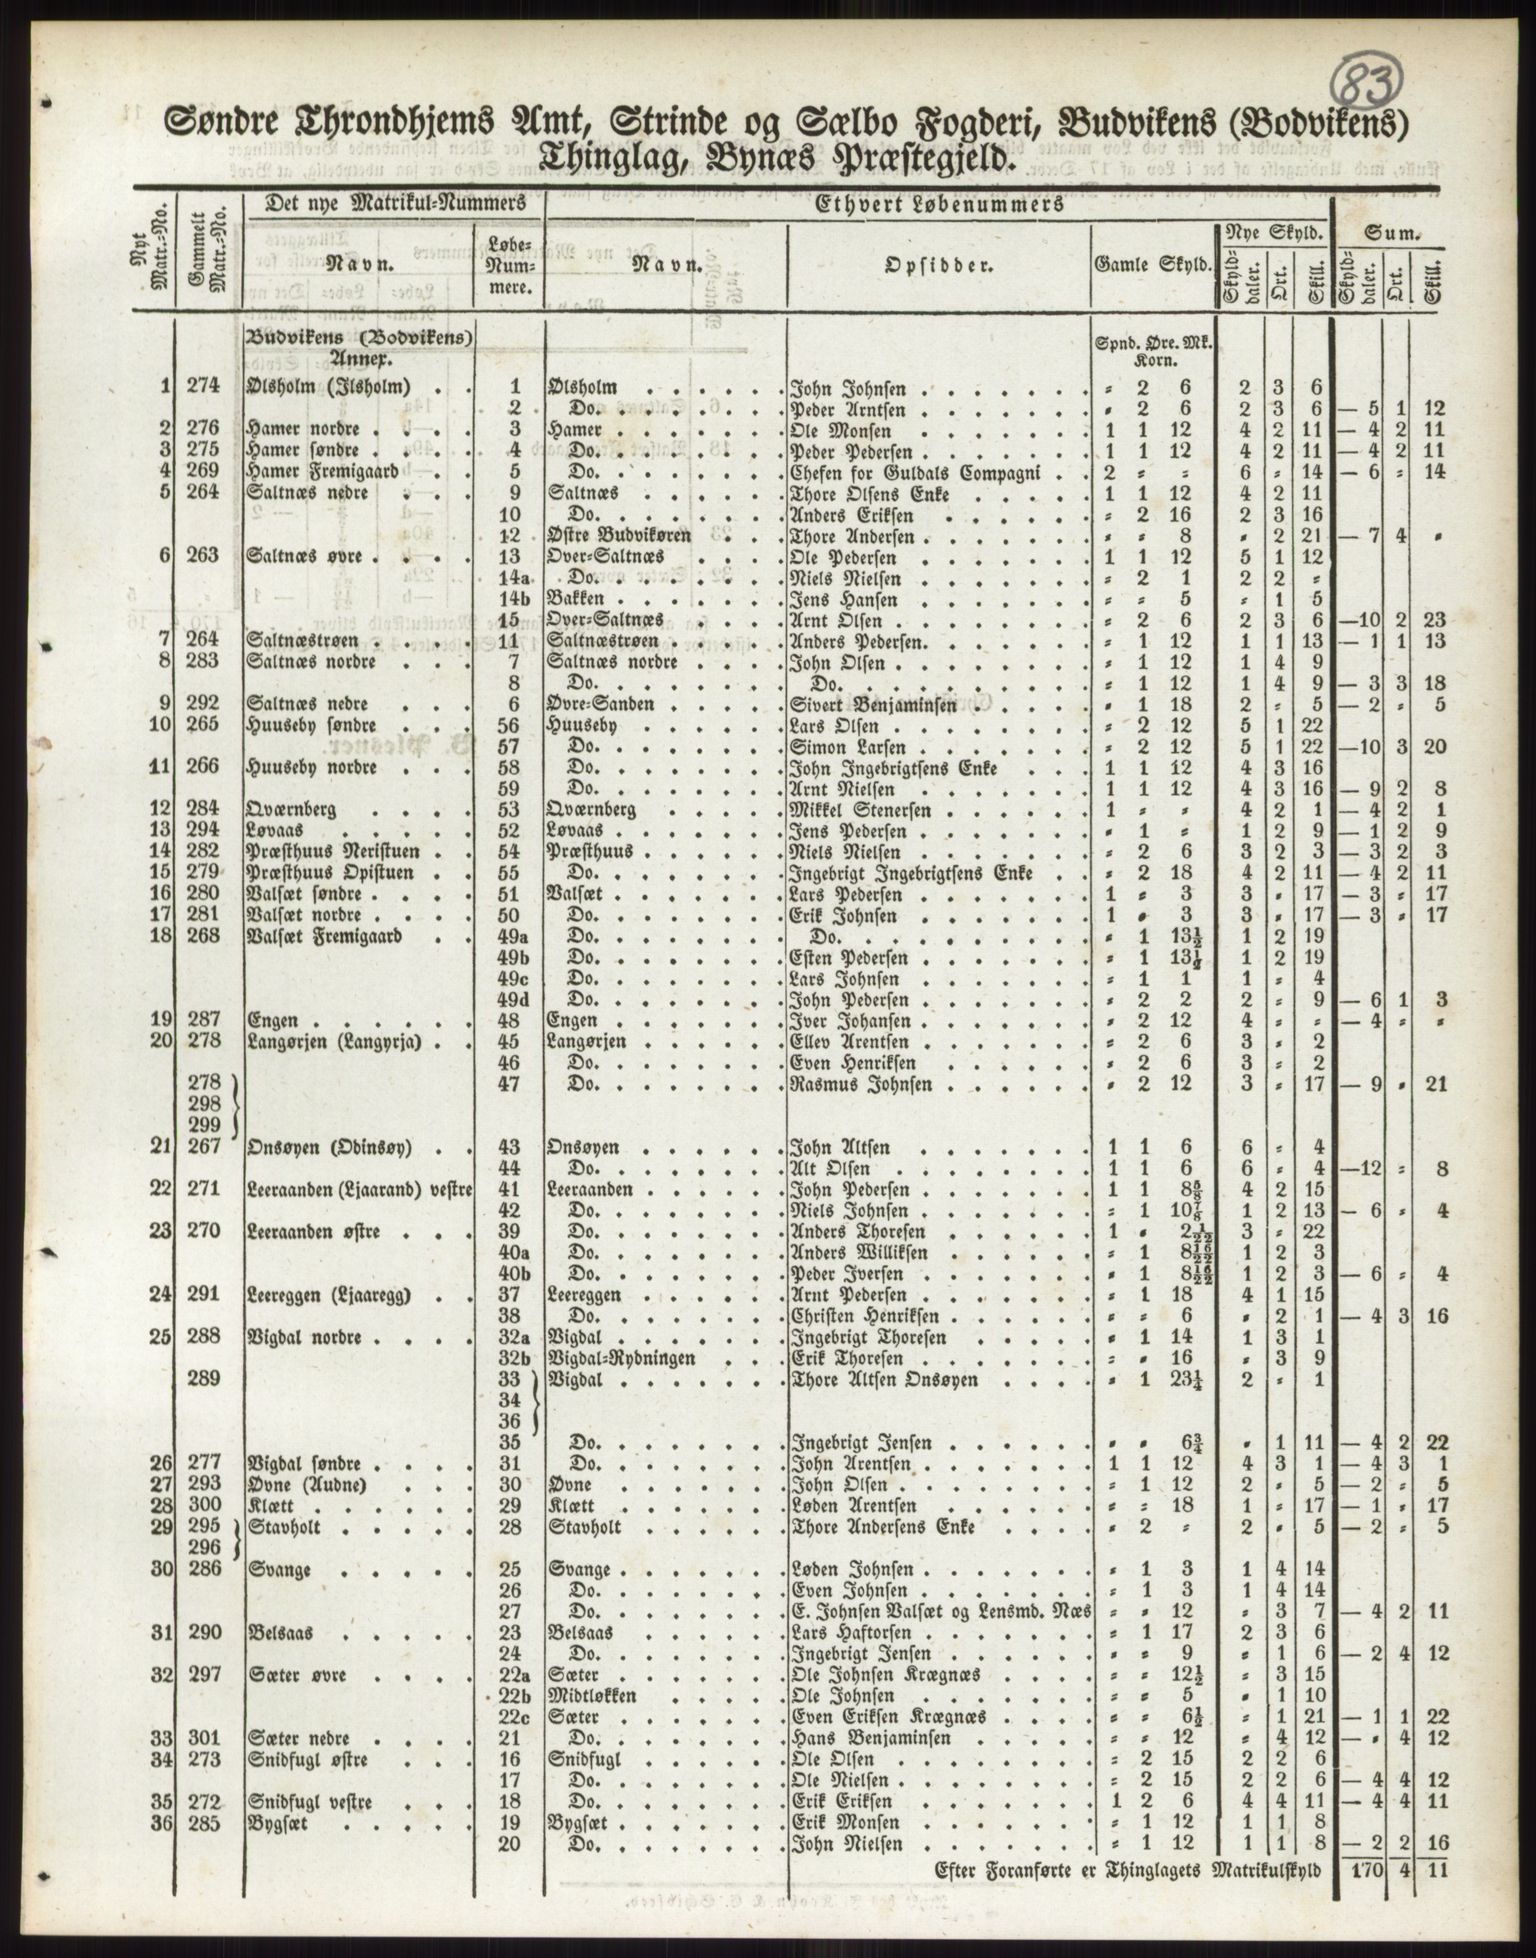 83
Søndre Throndhjems Amt, Strinde og Sælbo Fogderi, Budvikens (Bodvikens)
Thinglag, Bynæs Præstegjeld.
Nyt Matr.-No. | Gammelt Matr.-No. | Det nye Matrikul-Nummers | Ethvert Løbenummers | Sum.
Navn. | Løbe-Num-mere. | Navn. | Opsidder. | Gamle Skyld. | Nye Skyld. | Skyld-daler. Ort. Skill. | Skyld-daler. Ort. Skill.
Budvikens (Bodvikens) Annex. | Spnd. Øre. Mk. Korn.
1 274 Ølsholm (Ilsholm) . . 1 Ølsholm . . . . . . John Johnsen . . . . . . . = 2 6 2 3 6
2 Do. . . . . . . . Peder Arntsen . . . . . . . = 2 6 2 3 6 — 5 1 12
2 276 Hamer nordre . . . . 3 Hamer . . . . . . . Ole Monsen . . . . . . . 1 1 12 4 2 11 — 4 2 11
3 275 Hamer søndre . . . . 4 Do. . . . . . . . Peder Pedersen . . . . . . . 1 1 12 4 2 11 — 4 2 11
4 269 Hamer Fremigaard . . 5 Do. . . . . . . . Chefen for Guldals Compagni . . 2 = = 6 = 14 — 6 = 14
5 264 Saltnæs nedre . . . 9 Saltnæs . . . . . . Thore Olsens Enke . . . . . 1 1 12 4 2 11
10 Do. . . . . . . . Anders Eriksen . . . . . . = 2 16 2 3 16
12 Østre Budvikøren . . . Thore Andersen . . . . . . . = = 8 = 2 21 — 7 4 =
6 263 Saltnæs øvre . . . . 13 Over-Saltnæs . . . . Ole Pedersen . . . . . . . 1 1 12 5 1 12
14a Do. . . . . . . . Niels Nielsen . . . . . . . = 2 1 2 2 =
14b Bakken . . . . . . . Jens Hansen . . . . . . . = = 5 = 1 5
15 Over-Saltnæs . . . . Arnt Olsen . . . . . . . . = 2 6 2 3 6 —10 2 23
7 264 Saltnæstrøen . . . . 11 Saltnæstrøen . . . . . Anders Pedersen. . . . . . . = 1 12 1 1 13 — 1 1 13
8 283 Saltnæs nordre . . . 7 Saltnæs nordre . . . . John Olsen . . . . . . . . = 1 12 1 4 9
8 Do. . . . . . . . Do. . . . . . . . . . = 1 12 1 4 9 — 3 3 18
9 292 Saltnæs nedre . . . 6 Øvre-Sanden . . . . . Sivert Benjaminsen . . . . . = 1 18 2 = 5 — 2 = 5
10 265 Huuseby søndre . . . 56 Huuseby . . . . . . Lars Olsen . . . . . . . . = 2 12 5 1 22
57 Do. . . . . . . . Simon Larsen . . . . . . . = 2 12 5 1 22 —10 3 20
11 266 Huuseby nordre . . . 58 Do. . . . . . . . John Ingebrigtsens Enke . . . 1 1 12 4 3 16
59 Do. . . . . . . . Arnt Nielsen . . . . . . . 1 1 12 4 3 16 — 9 2 8
12 284 Qværnberg . . . . 53 Qværnberg . . . . . Mikkel Stenersen . . . . . . 1 = = 4 2 1 — 4 2 1
13 294 Løvaas . . . . . 52 Løvaas . . . . . . . Jens Pedersen . . . . . . . = 1 = 1 2 9 — 1 2 9
14 282 Præsthuus Neristuen . . 54 Præsthuus . . . . . . Niels Nielsen . . . . . . . = 2 6 3 2 3 — 3 2 3
15 279 Præsthuus Opistuen . . 55 Do. . . . . . . . Ingebrigt Ingebrigtsens Enke . . = 2 18 4 2 11 — 4 2 11
16 280 Valsæt søndre . . . . 51 Valsæt . . . . . . . Lars Pedersen . . . . . . . 1 = 3 3 = 17 — 3 = 17
17 281 Valsæt nordre . . . . 50 Do. . . . . . . . Erik Johnsen . . . . . . . 1 = 3 3 = 17 — 3 = 17
18 268 Valsæt Fremigaard . . 49a Do. . . . . . . . Do. . . . . . . . . . = 1 13½ 1 2 19
49b Do. . . . . . . . Esten Pedersen . . . . . . . = 1 13½ 1 2 19
49c Do. . . . . . . . Lars Johnsen . . . . . . . = 1 1 1 = 4
49d Do. . . . . . . . John Pedersen . . . . . . . = 2 2 2 = 9 — 6 1 3
19 287 Engen . . . . . . 48 Engen . . . . . . . Iver Johansen . . . . . . . = 2 12 4 = = — 4 = =
20 278 Langørjen (Langyrja) . . 45 Langørjen . . . . . . Ellev Arentsen . . . . . . . = 2 6 3 = 2
46 Do. . . . . . . . Even Henriksen . . . . . . = 2 6 3 = 2
278 } 47 Do. . . . . . . . Rasmus Johnsen . . . . . . = 2 12 3 = 17 — 9 = 21
298
299
21 267 Onsøyen (Odinsøy) . . 43 Onsøyen . . . . . . John Altsen . . . . . . . 1 1 6 6 = 4
44 Do. . . . . . . . Alt Olsen . . . . . . . . 1 1 6 6 = 4 —12 = 8
22 271 Leeraanden (Ljaarand) vestre 41 Leeraanden . . . . . . John Pedersen . . . . . . . 1 1 8⅝ 4 2 15
42 Do. . . . . . . . Niels Johnsen . . . . . . . = 1 10⅞ 1 2 13 — 6 = 4
23 270 Leeraanden østre . . . 39 Do. . . . . . . . Anders Thoresen . . . . . . 1 = 2 3 = 22
40a Do. . . . . . . . Anders Williksen . . . . . . = 1 8 1 2 3
40b Do. . . . . . . . Peder Iversen . . . . . . . = 1 8 1 2 3 — 6 = 4
24 291 Leereggen (Ljaaregg) . . 37 Leereggen . . . . . . Arnt Pedersen . . . . . . . = 1 18 4 1 15
38 Do. . . . . . . . Christen Henriksen . . . . . = = 6 = 2 1 — 4 3 16
25 288 Vigdal nordre . . . . 32a Vigdal . . . . . . . Ingebrigt Thoresen . . . . . = 1 14 1 3 1
32b Vigdal-Rydningen . . . Erik Thoresen . . . . . . . = = 16 = 3 9
289 33 } Vigdal . . . . . . . Thore Altsen Onsøyen . . . . = 1 23¼ 2 = 1
34
36
35 Do. . . . . . . . Ingebrigt Jensen . . . . . . = = 6¾ = 1 11 — 4 2 22
26 277 Vigdal søndre . . . . 31 Do. . . . . . . . John Arentsen . . . . . . . 1 1 12 4 3 1 — 4 3 1
27 293 Øvne (Audne) . . . 30 Øvne . . . . . . . John Olsen . . . . . . . . = 1 12 2 = 5 — 2 = 5
28 300 Klætt . . . . . . 29 Klætt . . . . . . . Løden Arentsen . . . . . . = = 18 1 = 17 — 1 = 17
29 295 } Stavholt . . . . . 28 Stavholt . . . . . . Thore Andersens Enke . . . . = 2 = 2 = 5 — 2 = 5
296
30 286 Svange . . . . . 25 Svange . . . . . . . Løden Johnsen . . . . . . . = 1 3 1 4 14
26 Do. . . . . . . . Even Johnsen . . . . . . . = 1 3 1 4 14
27 Do. . . . . . . . E. Johnsen Valsæt og Lensmd. Næs = = 12 = 3 7 — 4 2 11
31 290 Belsaas . . . . . 23 Belsaas . . . . . . Lars Haftorsen . . . . . . . = 1 17 2 3 6
24 Do. . . . . . . . Ingebrigt Jensen . . . . . . = = 9 = 1 6 — 2 4 12
32 297 Sæter øvre . . . . 22a Sæter . . . . . . . Ole Johnsen Krægnæs . . . . = = 12½ = 3 15
22b Midtløkken . . . . . Ole Johnsen . . . . . . . = = 5 = 1 10
22c Sæter . . . . . . . Even Eriksen Krægnæs . . . . = = 6½ = 1 21 — 1 1 22
33 301 Sæter nedre . . . . 21 Do. . . . . . . . Hans Benjaminsen . . . . . = = 12 = 4 12 — = 4 12
34 273 Snidfugl østre . . . 16 Snidfugl . . . . . . Ole Olsen . . . . . . . . = 2 15 2 2 6
17 Do. . . . . . . . Ole Nielsen . . . . . . . . = 2 15 2 2 6 — 4 4 12
35 272 Snidfugl vestre . . . 18 Do. . . . . . . . Erik Eriksen . . . . . . . 1 2 6 4 4 11 — 4 4 11
36 285 Bygsæt . . . . . 19 Bygsæt . . . . . . . Erik Monsen . . . . . . . = 1 12 1 1 8
20 Do. . . . . . . . John Nielsen . . . . . . . = 1 12 1 1 8 — 2 2 16
Efter Foranførte er Thinglagets Matrikulskyld 170 4 11